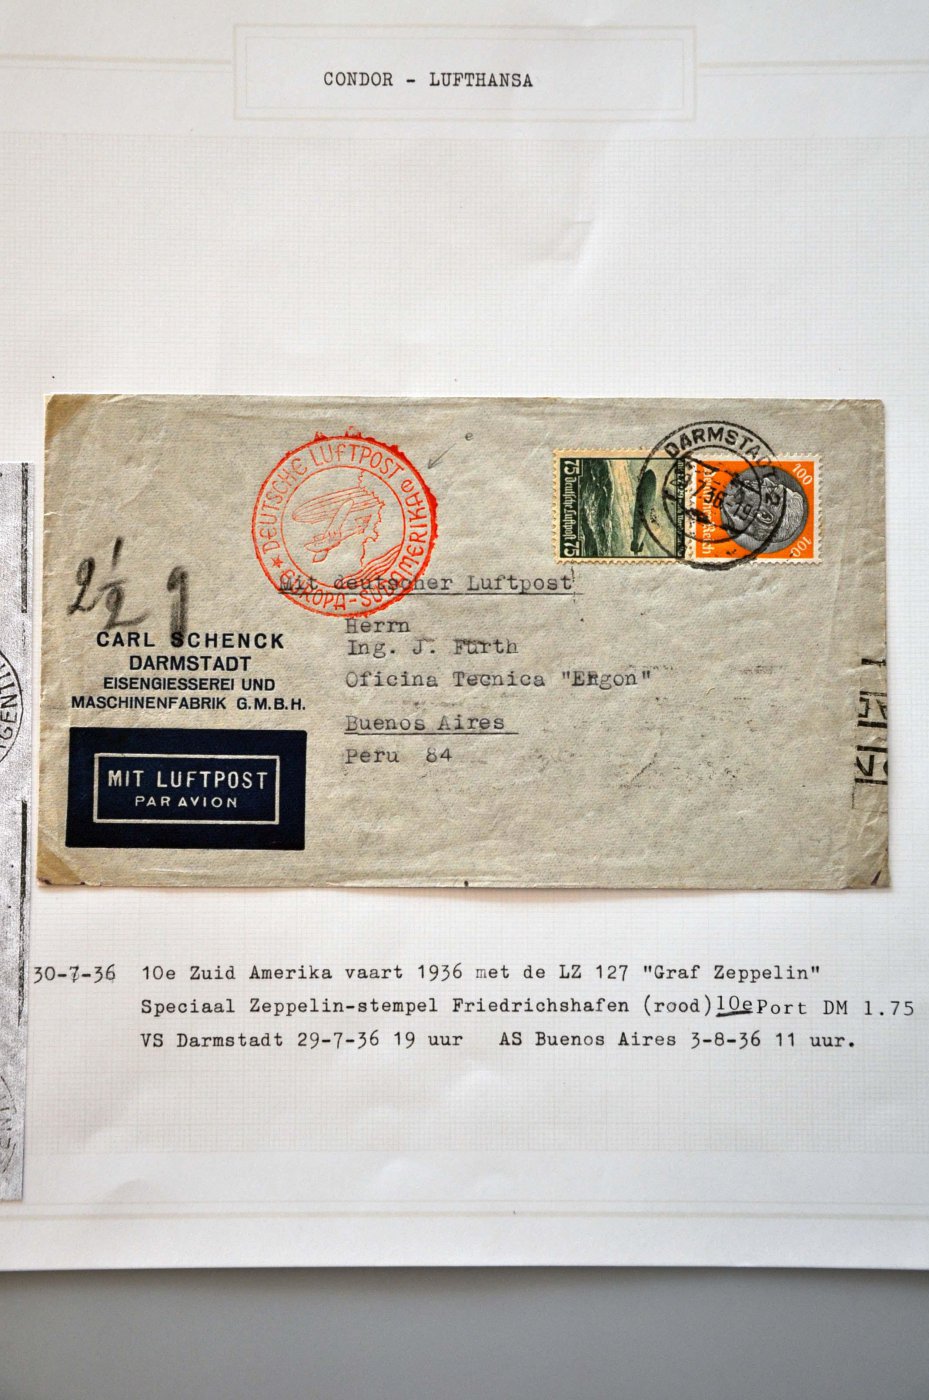 CONDOR - LUFTHANSA
e
DEUTSCHE LUFTPOST
EUROPA-SÜDAMERIKA
e
DARMSTADT
2
75 Deutsche Luftpost 75
100
100
2½ g
Mit deutscher Luftpost
Herrn
Ing. J. Fürth
Oficina Tecnica "Ergon"
Buenos Aires
Peru 84
CARL SCHENCK
DARMSTADT
EISENGIESSEREI UND
MASCHINENFABRIK G.M.B.H.
MIT LUFTPOST
PAR AVION
30-7-36 10e Zuid Amerika vaart 1936 met de LZ 127 "Graf Zeppelin"
Speciaal Zeppelin-stempel Friedrichshafen (rood) 10e Port DM 1.75
VS Darmstadt 29-7-36 19 uur AS Buenos Aires 3-8-36 11 uur.